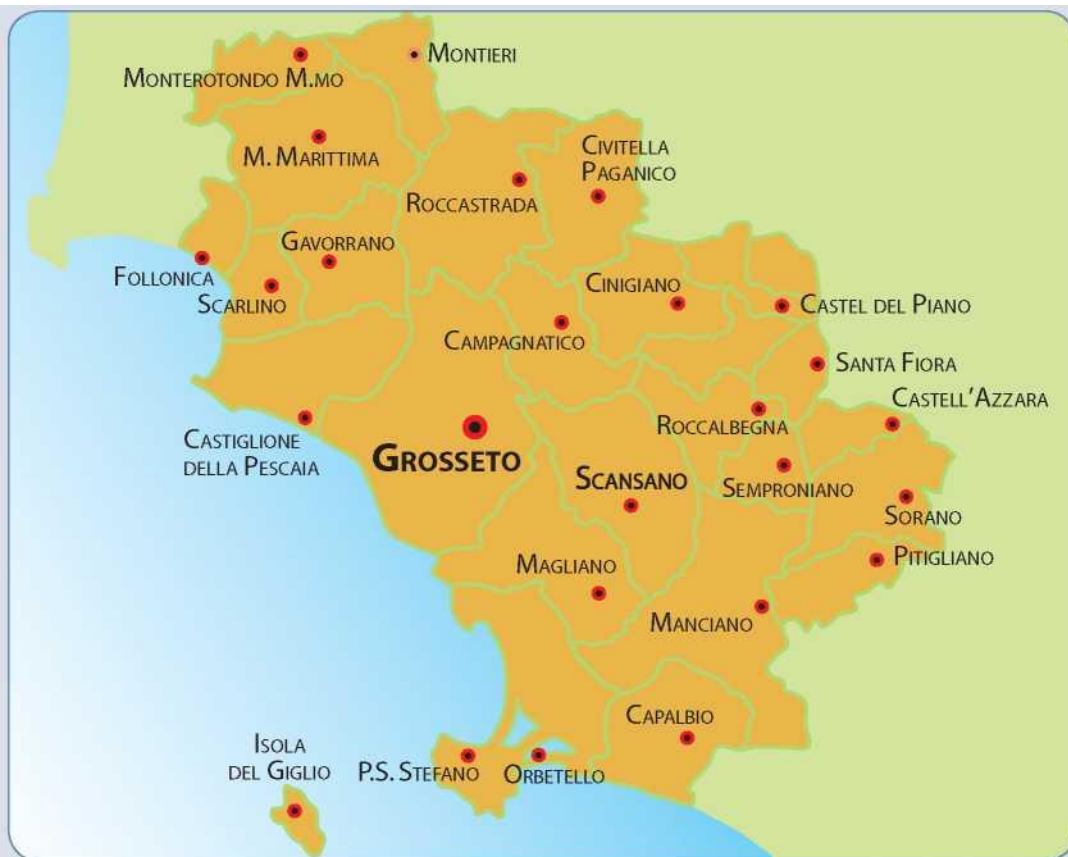 Montieri
Monterotondo M.mo
M. Marittima
Civitella
Paganico
Roccastrada
Gavorrano
Follonica
Scarlino
Cinigiano
Castel del Piano
Campagnatico
Santa Fiora
Castell'Azzara
Roccalbegna
Castiglione
della Pescaia
Grosseto
Scansano
Semproniano
Sorano
Pitigliano
Magliano
Manciano
Capalbio
Isola
del Giglio
P.S. Stefano
Orbetello